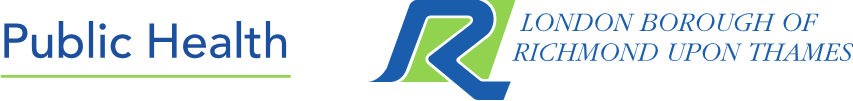 Public Health
LONDON BOROUGH OF
RICHMOND UPON THAMES